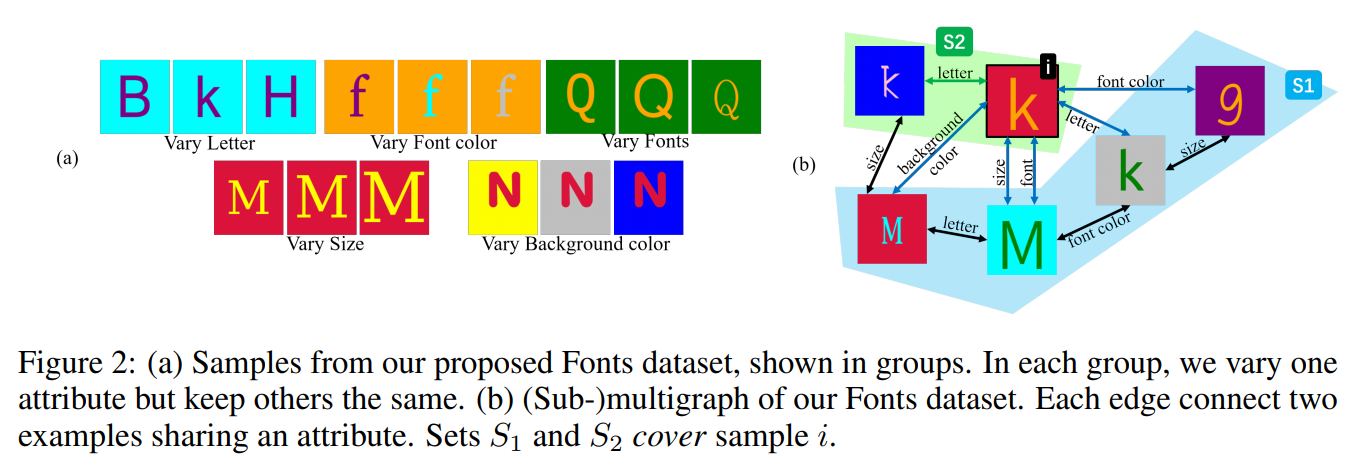 B k H f f f Q Q Q
Vary Letter Vary Font color Vary Fonts
(a)
M M M N N N
Vary Size Vary Background color
S2
i
S1
k
letter
k
font color
g
letter
size
background
color
size
font
size
k
(b)
M
letter
M
font color
Figure 2: (a) Samples from our proposed Fonts dataset, shown in groups. In each group, we vary one
attribute but keep others the same. (b) (Sub-)multigraph of our Fonts dataset. Each edge connect two
examples sharing an attribute. Sets S1 and S2 cover sample i.